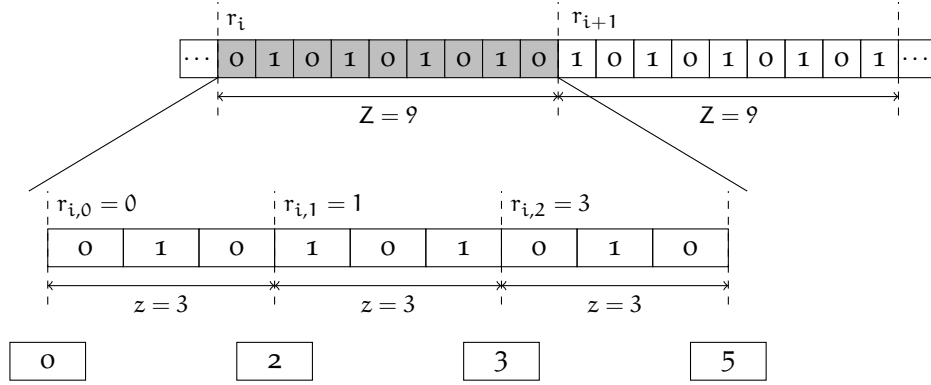 r_i r_{i+1}
⋯ 0 1 0 1 0 1 0 1 0 1 0 1 0 1 0 1 0 1 ⋯
Z = 9 Z = 9
r_{i,0} = 0 r_{i,1} = 1 r_{i,2} = 3
0 1 0 1 0 1 0 1 0
z = 3 z = 3 z = 3
0 2 3 5